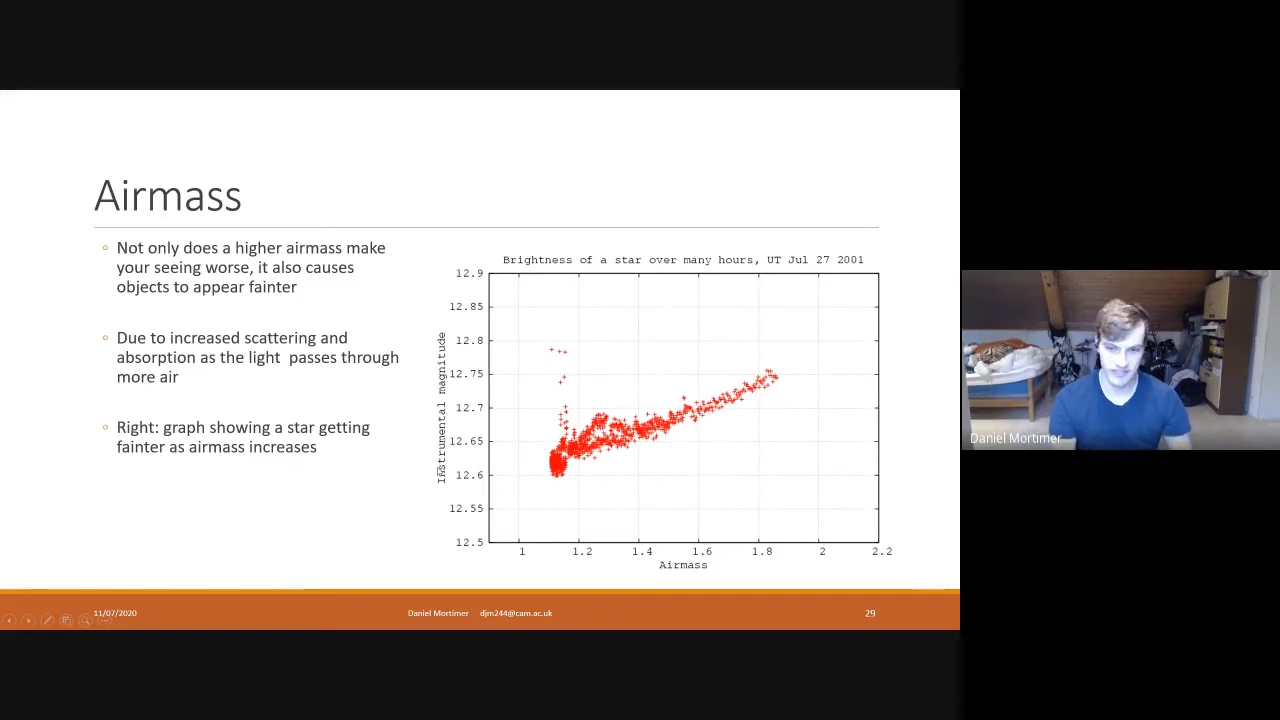 Airmass
Not only does a higher airmass make
your seeing worse, it also causes
objects to appear fainter
Due to increased scattering and
absorption as the light passes through
more air
Right: graph showing a star getting
fainter as airmass increases
Brightness of a star over many hours, UT Jul 27 2001
12.9
12.85
12.8
12.75
12.7
12.65
12.6
12.55
12.5
Instrumental magnitude
1
1.2
1.4
1.6
1.8
2
2.2
Airmass
11/07/2020
Daniel Mortimer djm244@cam.ac.uk
29
Daniel Mortimer